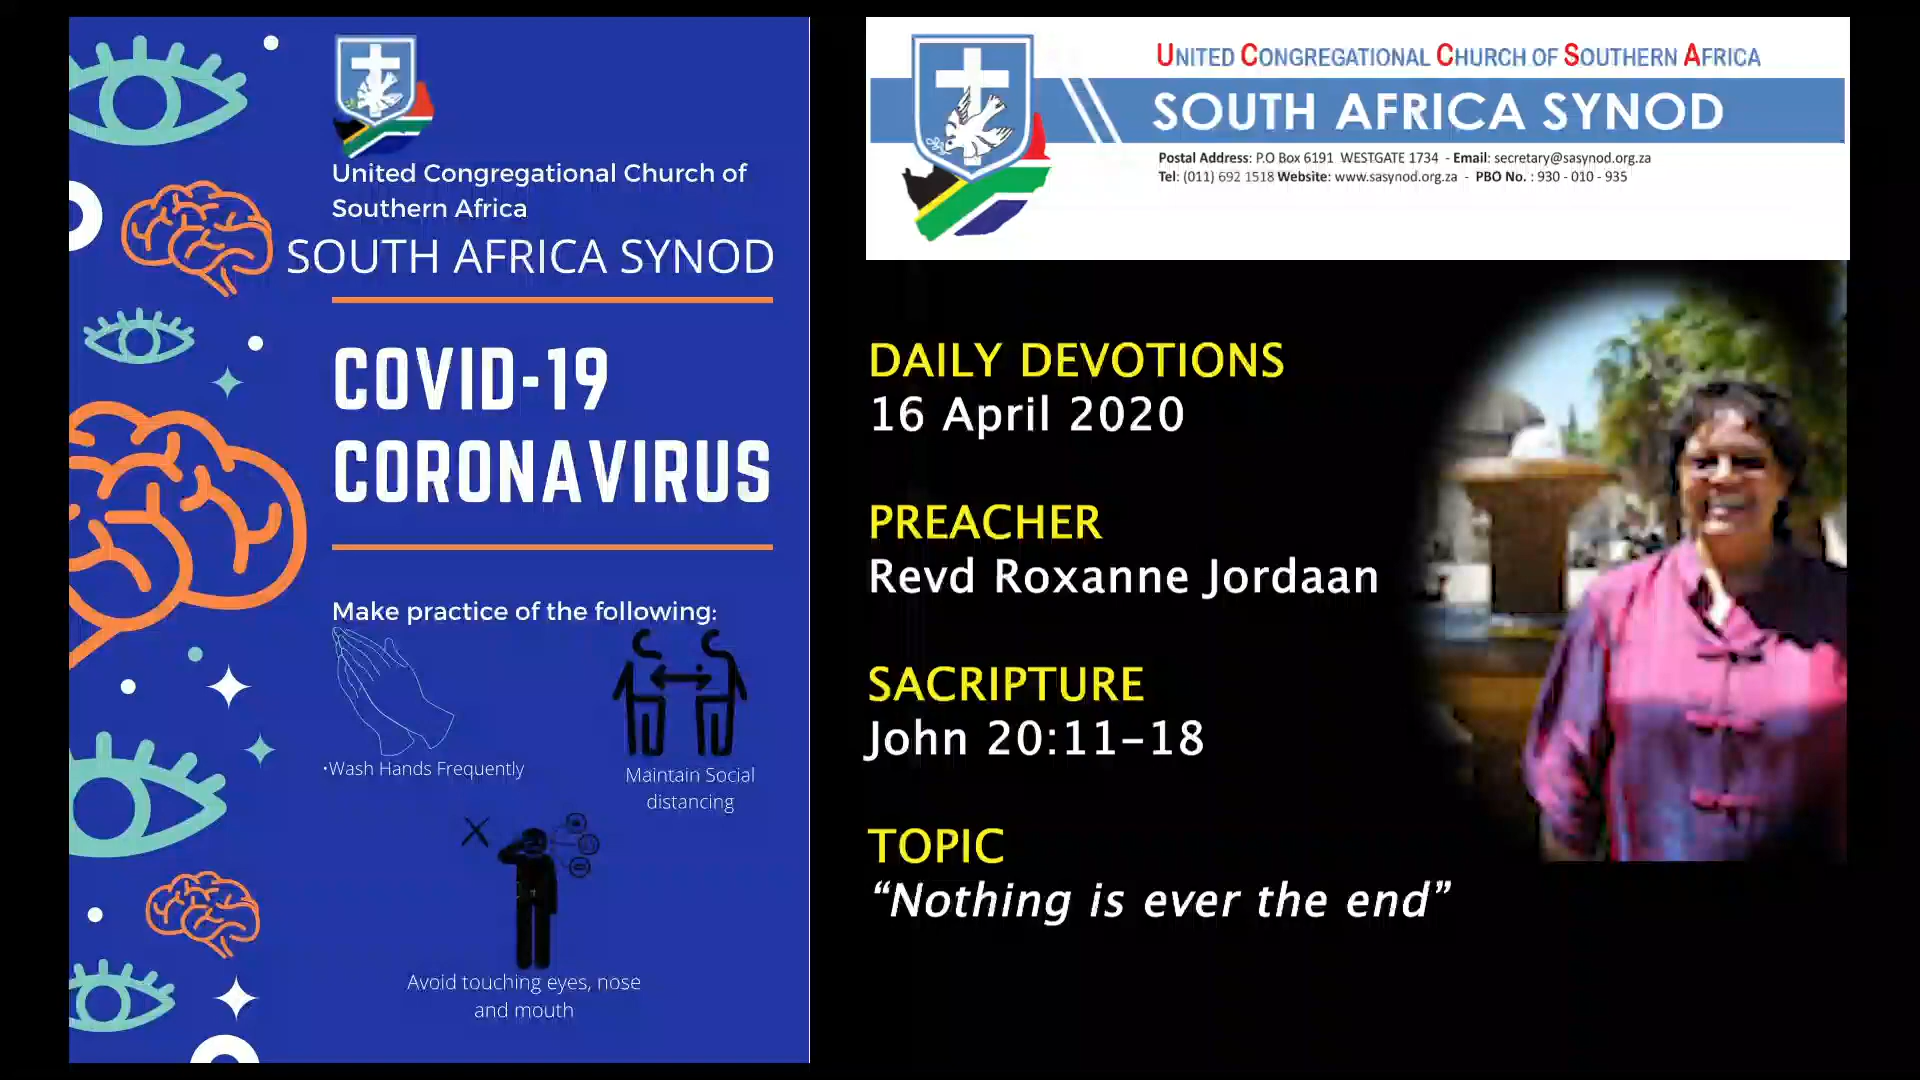 United Congregational Church of
Southern Africa
SOUTH AFRICA SYNOD
COVID-19
CORONAVIRUS
Make practice of the following:
•Wash Hands Frequently
Maintain Social
distancing
Avoid touching eyes, nose
and mouth
UNITED CONGREGATIONAL CHURCH OF SOUTHERN AFRICA
SOUTH AFRICA SYNOD
Postal Address: P.O Box 6191 WESTGATE 1734 - Email: secretary@sasynod.org.za
Tel: (011) 692 1518 Website: www.sasynod.org.za - PBO No. : 930 - 010 - 935
DAILY DEVOTIONS
16 April 2020
PREACHER
Revd Roxanne Jordaan
SACRIPTURE
John 20:11-18
TOPIC
“Nothing is ever the end”